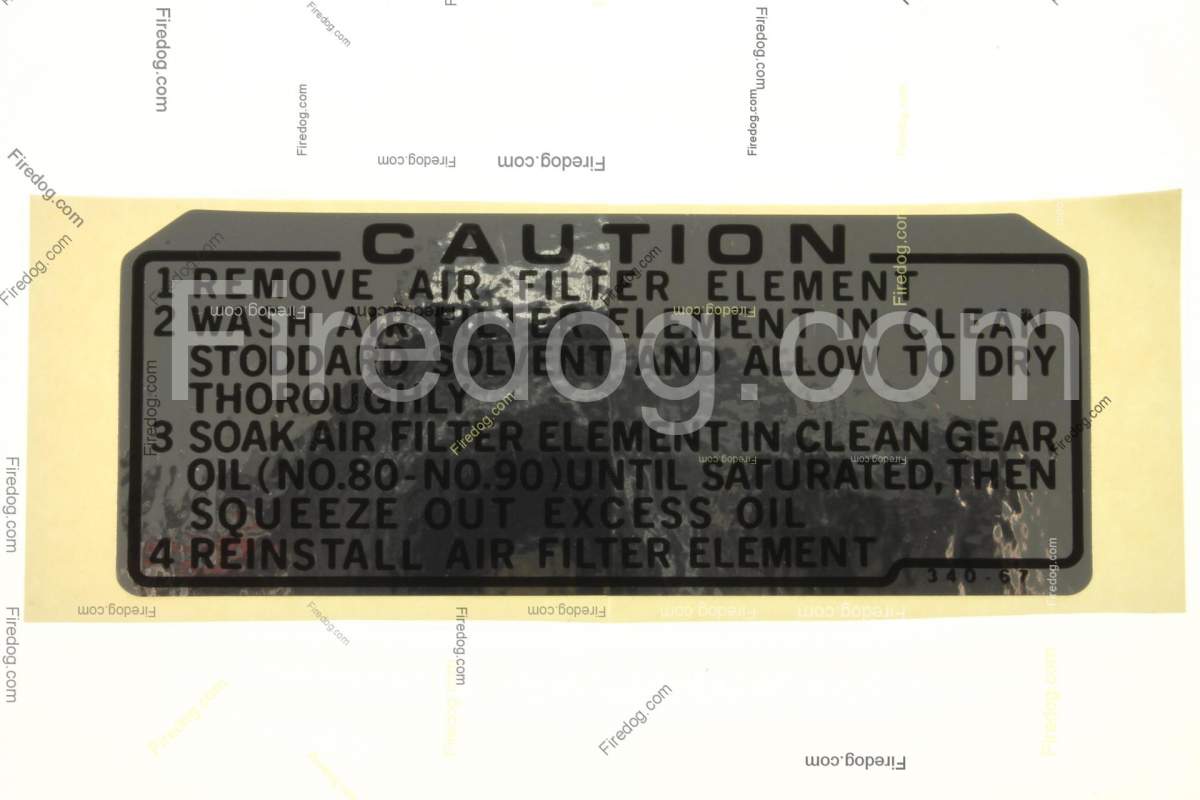 CAUTION
1 REMOVE AIR FILTER ELEMENT
2 WASH AIR FILTER ELEMENT IN CLEAN
STODDARD SOLVENT AND ALLOW TO DRY
THOROUGHLY
3 SOAK AIR FILTER ELEMENT IN CLEAN GEAR
OIL (NO.80-NO.90) UNTIL SATURATED, THEN
SQUEEZE OUT EXCESS OIL
4 REINSTALL AIR FILTER ELEMENT
340-67
Firedog.com